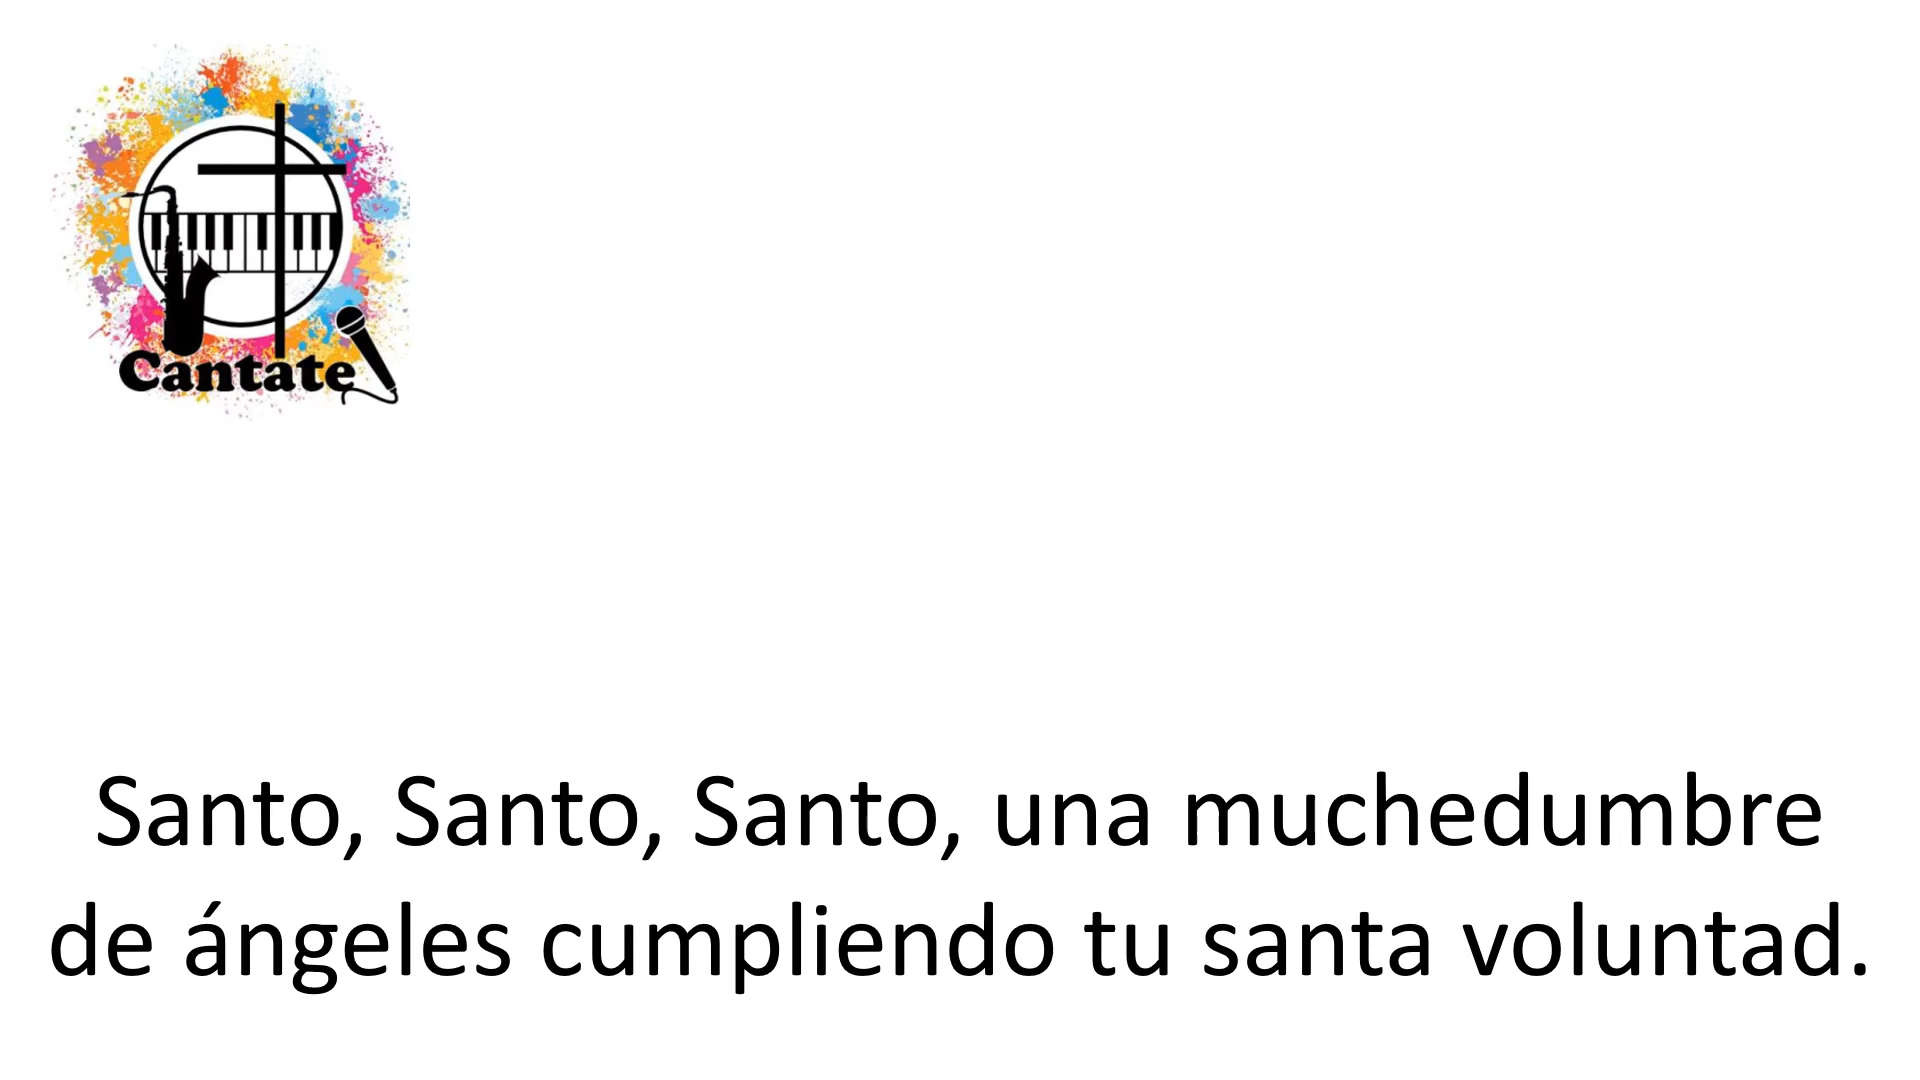 Cantate
Santo, Santo, Santo, una muchedumbre
de ángeles cumpliendo tu santa voluntad.